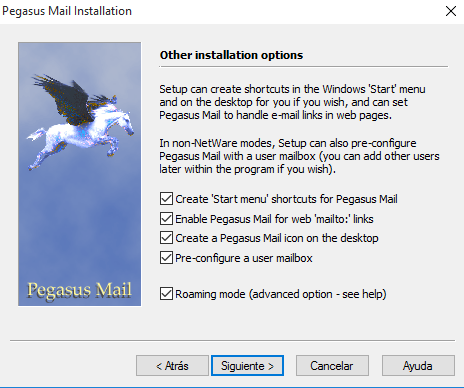 Pegasus Mail Installation
Other installation options
Setup can create shortcuts in the Windows 'Start' menu
and on the desktop for you if you wish, and can set
Pegasus Mail to handle e-mail links in web pages.
In non-NetWare modes, Setup can also pre-configure
Pegasus Mail with a user mailbox (you can add other users
later within the program if you wish).
Create 'Start menu' shortcuts for Pegasus Mail
Enable Pegasus Mail for web 'mailto:' links
Create a Pegasus Mail icon on the desktop
Pre-configure a user mailbox
Pegasus Mail
Roaming mode (advanced option - see help)
< Atrás
Siguiente >
Cancelar
Ayuda